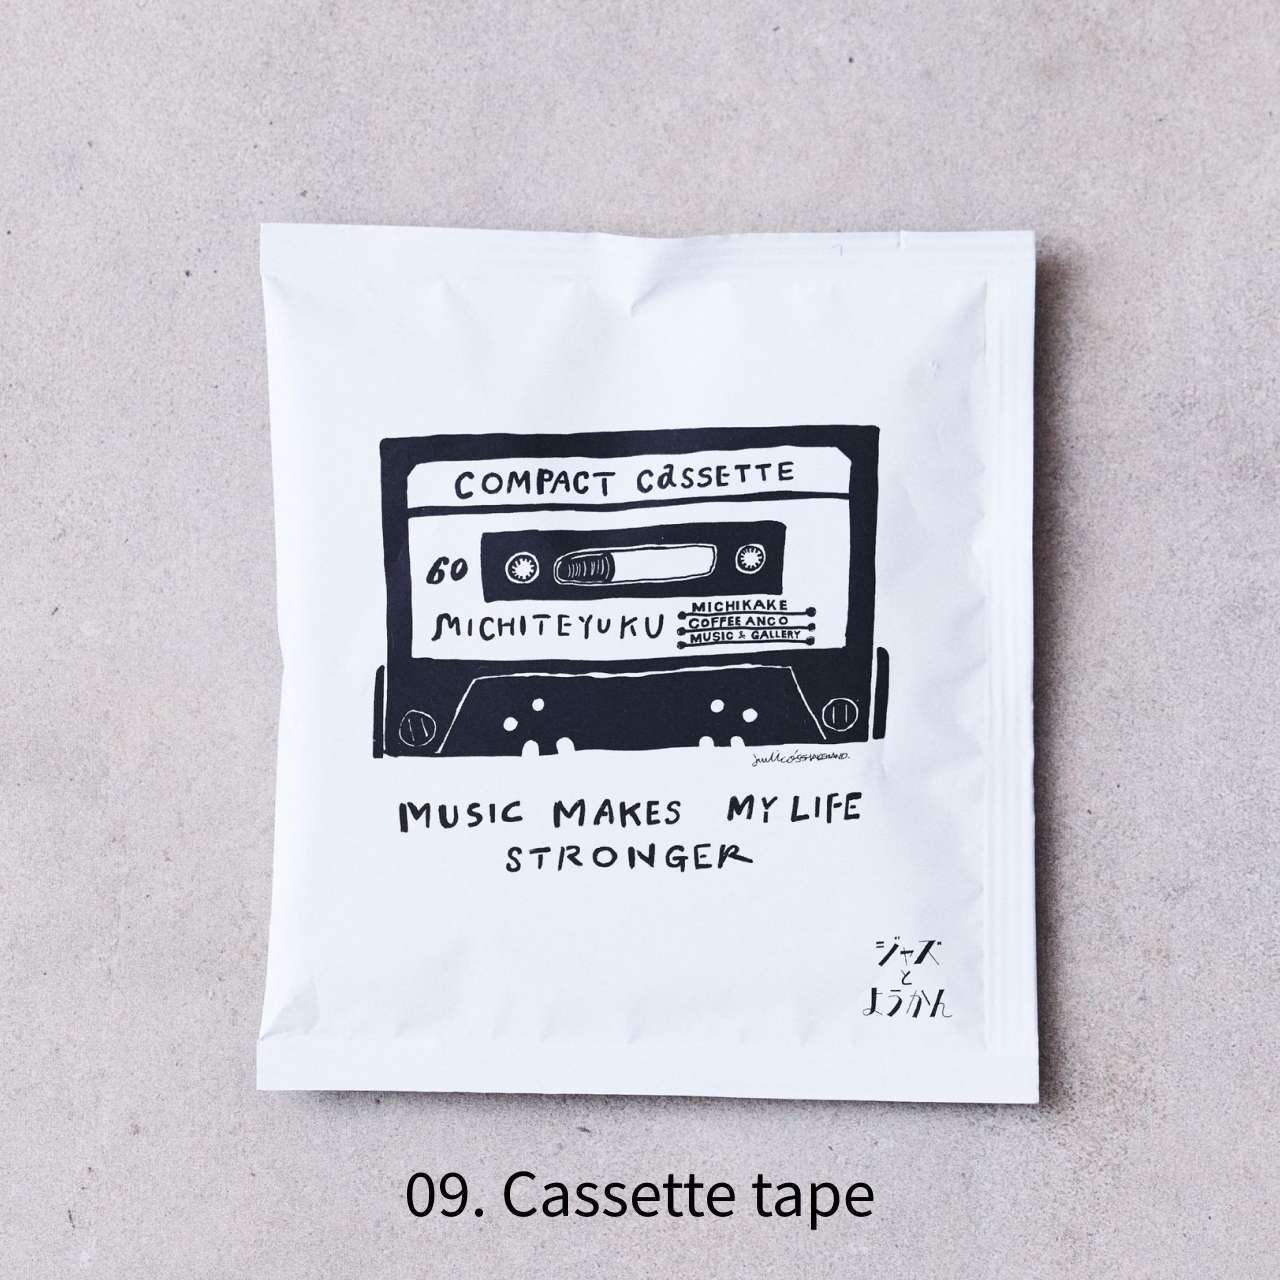 COMPACT CaSSETTE
60
MICHITEYUKU
MICHIKAKE
COFFEE ANCO
MUSIC & GALLERY
MUSIC MAKES MY LIFE
STRONGER
ジャズ
と
ようかん
09. Cassette tape